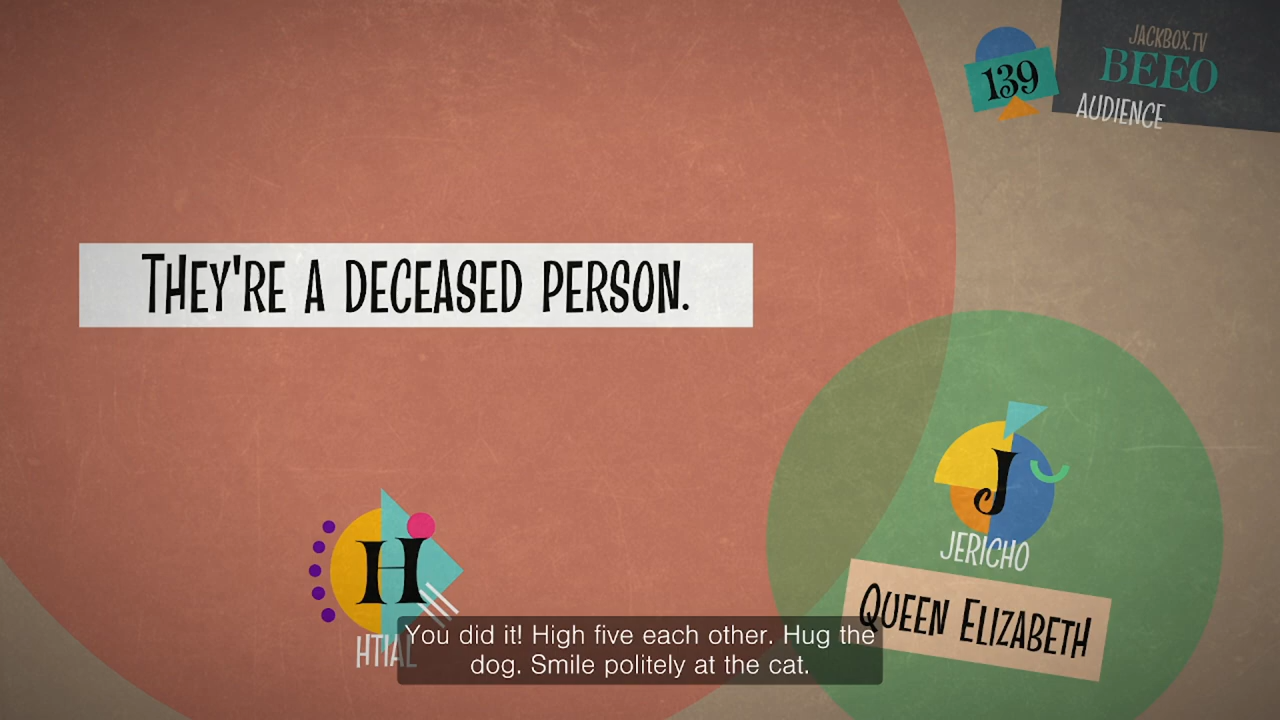 JACKBOX.TV
BEEO
139
AUDIENCE
THEY'RE A DECEASED PERSON.
J
JERICHO
QUEEN ELIZABETH
H
HTIAL
You did it! High five each other. Hug the
dog. Smile politely at the cat.